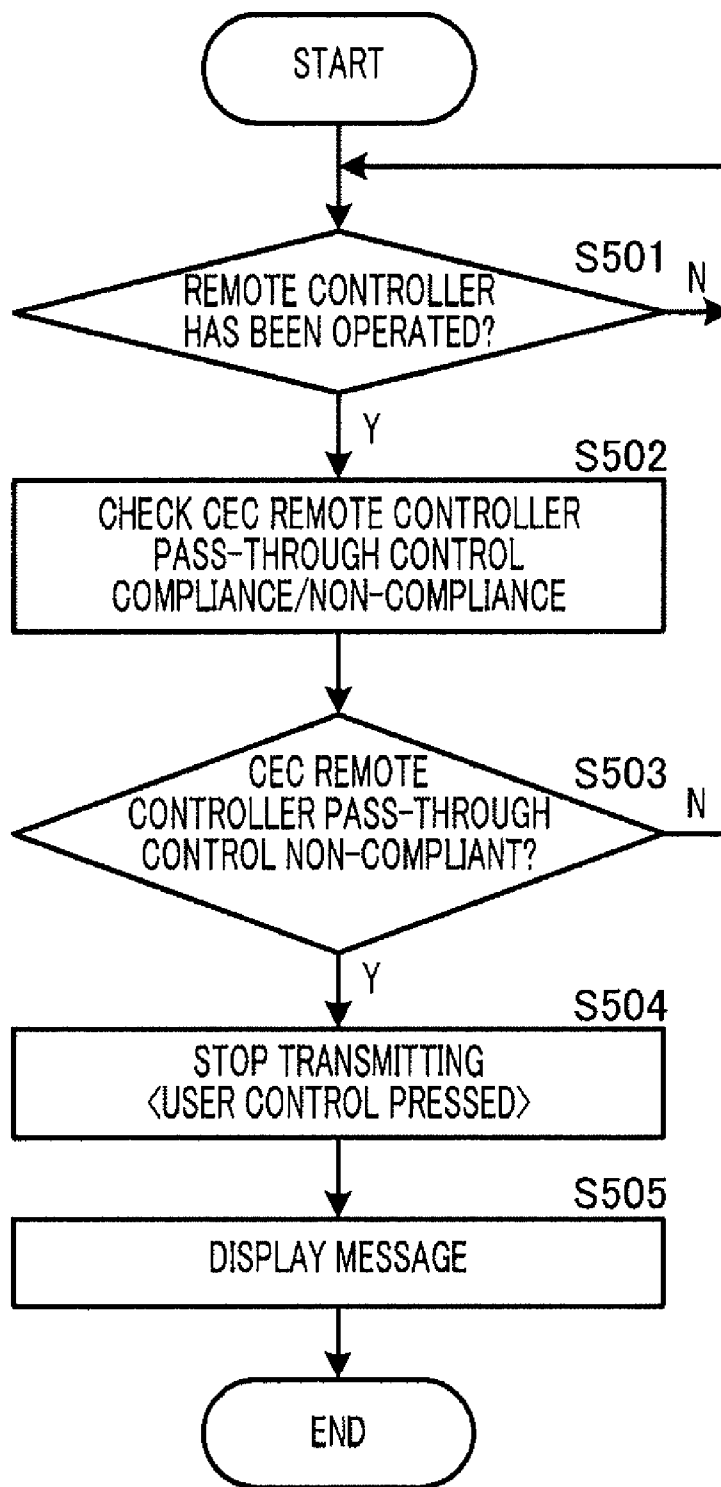 START
S501
REMOTE CONTROLLER
HAS BEEN OPERATED?
N
Y
S502
CHECK CEC REMOTE CONTROLLER
PASS-THROUGH CONTROL
COMPLIANCE/NON-COMPLIANCE
CEC REMOTE
CONTROLLER PASS-THROUGH
CONTROL NON-COMPLIANT?
S503
N
Y
S504
STOP TRANSMITTING
<USER CONTROL PRESSED>
S505
DISPLAY MESSAGE
END